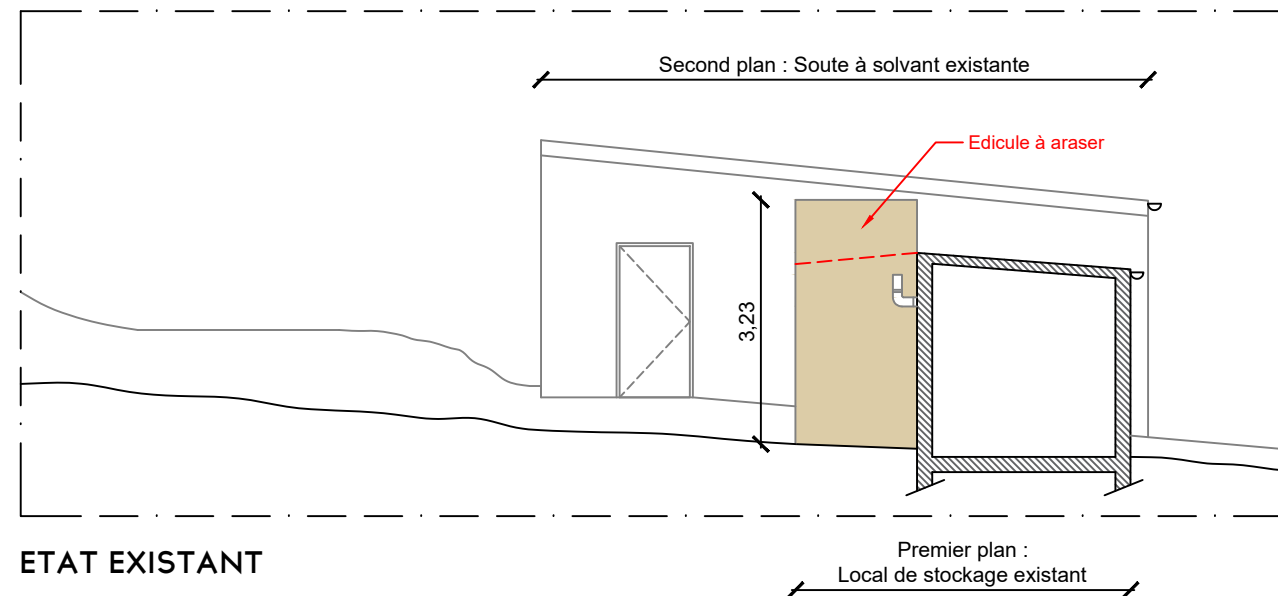 Second plan : Soute à solvant existante
Edicule à araser
3,23
ETAT EXISTANT
Premier plan :
Local de stockage existant